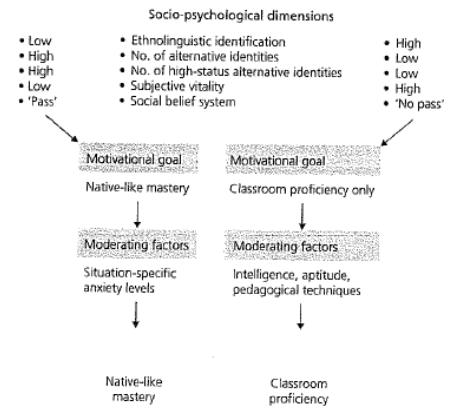 Socio-psychological dimensions
• Low • Ethnolinguistic identification • High
• High • No. of alternative identities • Low
• High • No. of high-status alternative identities • Low
• Low • Subjective vitality • High
• 'Pass' • Social belief system • 'No pass'
Motivational goal Motivational goal
Native-like mastery Classroom proficiency only
Moderating factors Moderating factors
Situation-specific Intelligence, aptitude,
anxiety levels pedagogical techniques
Native-like Classroom
mastery proficiency